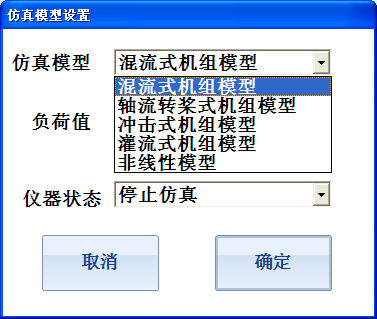 仿真模型设置
仿真模型 混流式机组模型
混流式机组模型
轴流转桨式机组模型
负荷值
冲击式机组模型
灌流式机组模型
非线性模型
仪器状态 停止仿真
取消 确定